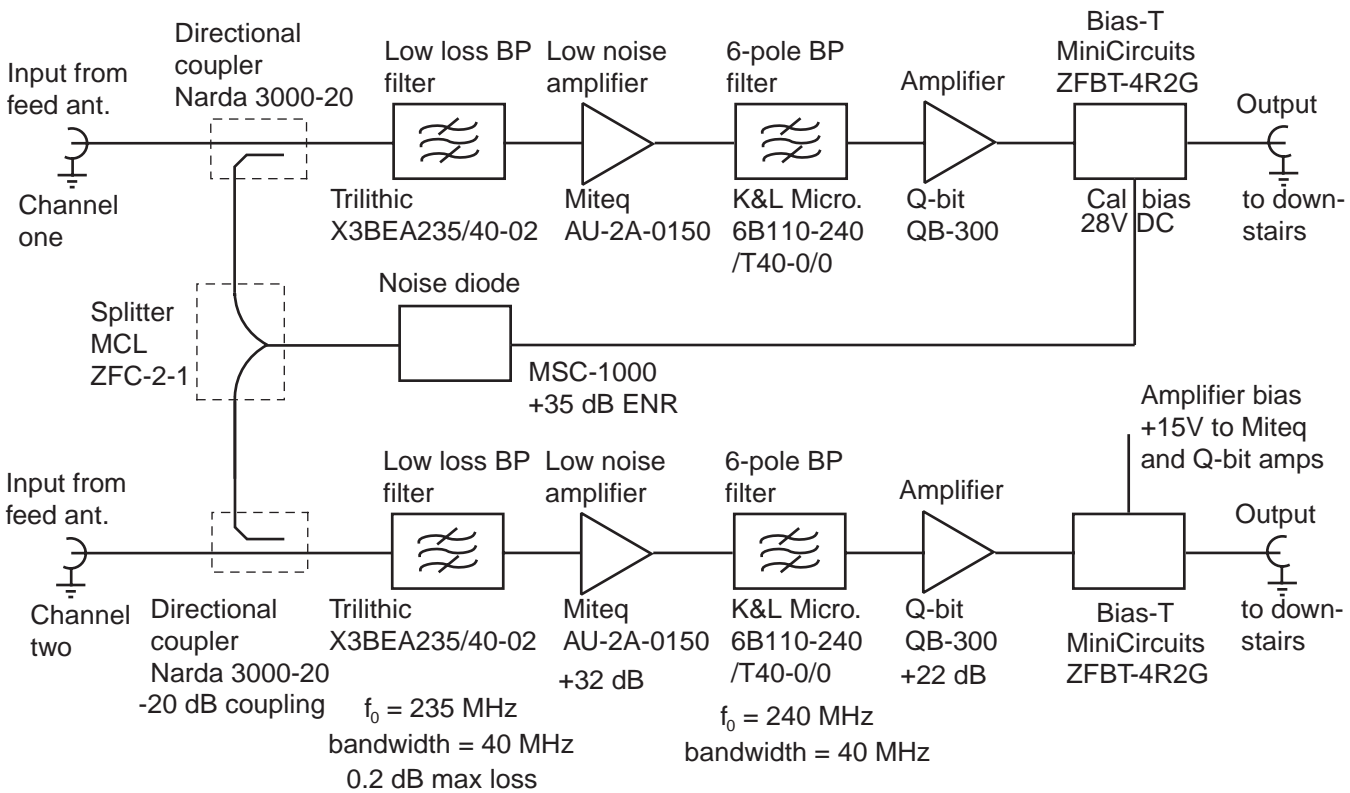 Directional
coupler
Narda 3000-20
Low loss BP
filter
Low noise
amplifier
6-pole BP
filter
Amplifier
Bias-T
MiniCircuits
ZFBT-4R2G
Input from
feed ant.
Output
Channel
one
Trilithic
X3BEA235/40-02
Miteq
AU-2A-0150
K&L Micro.
6B110-240
/T40-0/0
Q-bit
QB-300
Cal bias
28V DC
to down-
stairs
Splitter
MCL
ZFC-2-1
Noise diode
MSC-1000
+35 dB ENR
Amplifier bias
+15V to Miteq
and Q-bit amps
Input from
feed ant.
Low loss BP
filter
Low noise
amplifier
6-pole BP
filter
Amplifier
Output
Channel
two
Directional
coupler
Narda 3000-20
-20 dB coupling
Trilithic
X3BEA235/40-02
f₀ = 235 MHz
bandwidth = 40 MHz
0.2 dB max loss
Miteq
AU-2A-0150
+32 dB
K&L Micro.
6B110-240
/T40-0/0
f₀ = 240 MHz
bandwidth = 40 MHz
Q-bit
QB-300
+22 dB
Bias-T
MiniCircuits
ZFBT-4R2G
to down-
stairs